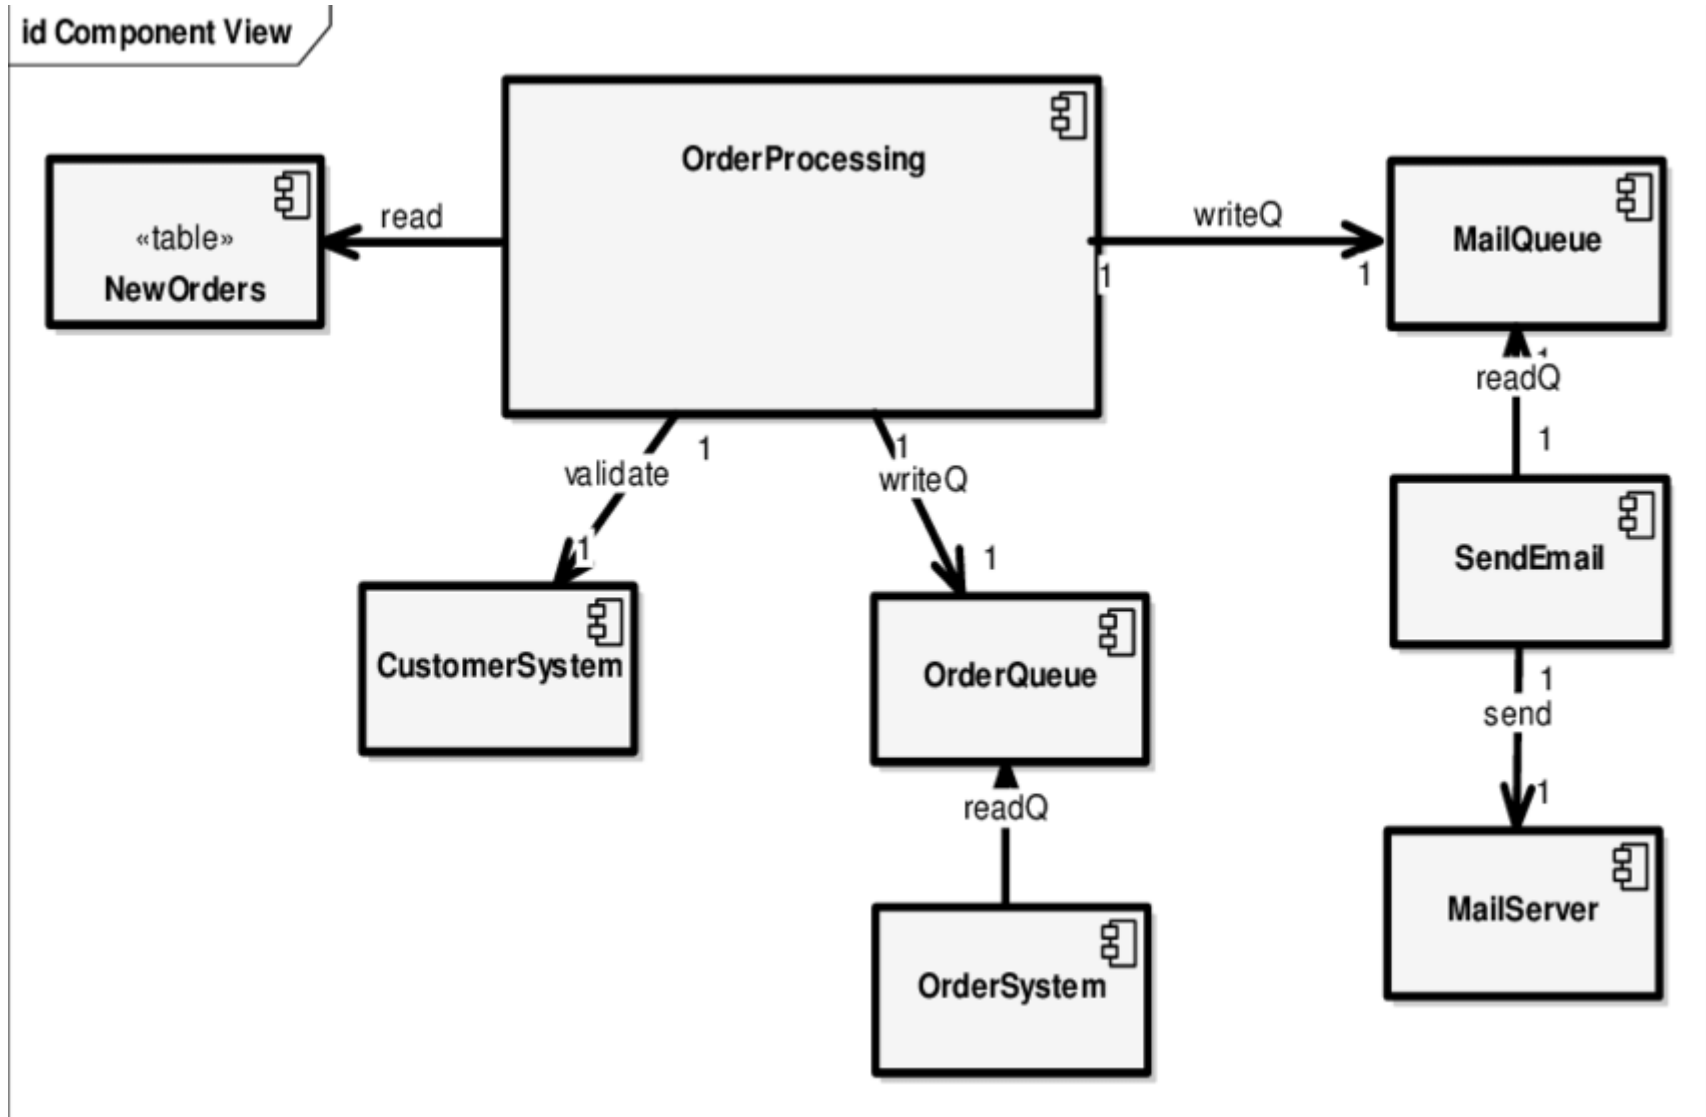 id Component View
OrderProcessing
«table»
NewOrders
read
writeQ
1
1
MailQueue
1
readQ
1
validate
1
1
1
writeQ
1
CustomerSystem
OrderQueue
SendEmail
1
send
1
readQ
OrderSystem
MailServer